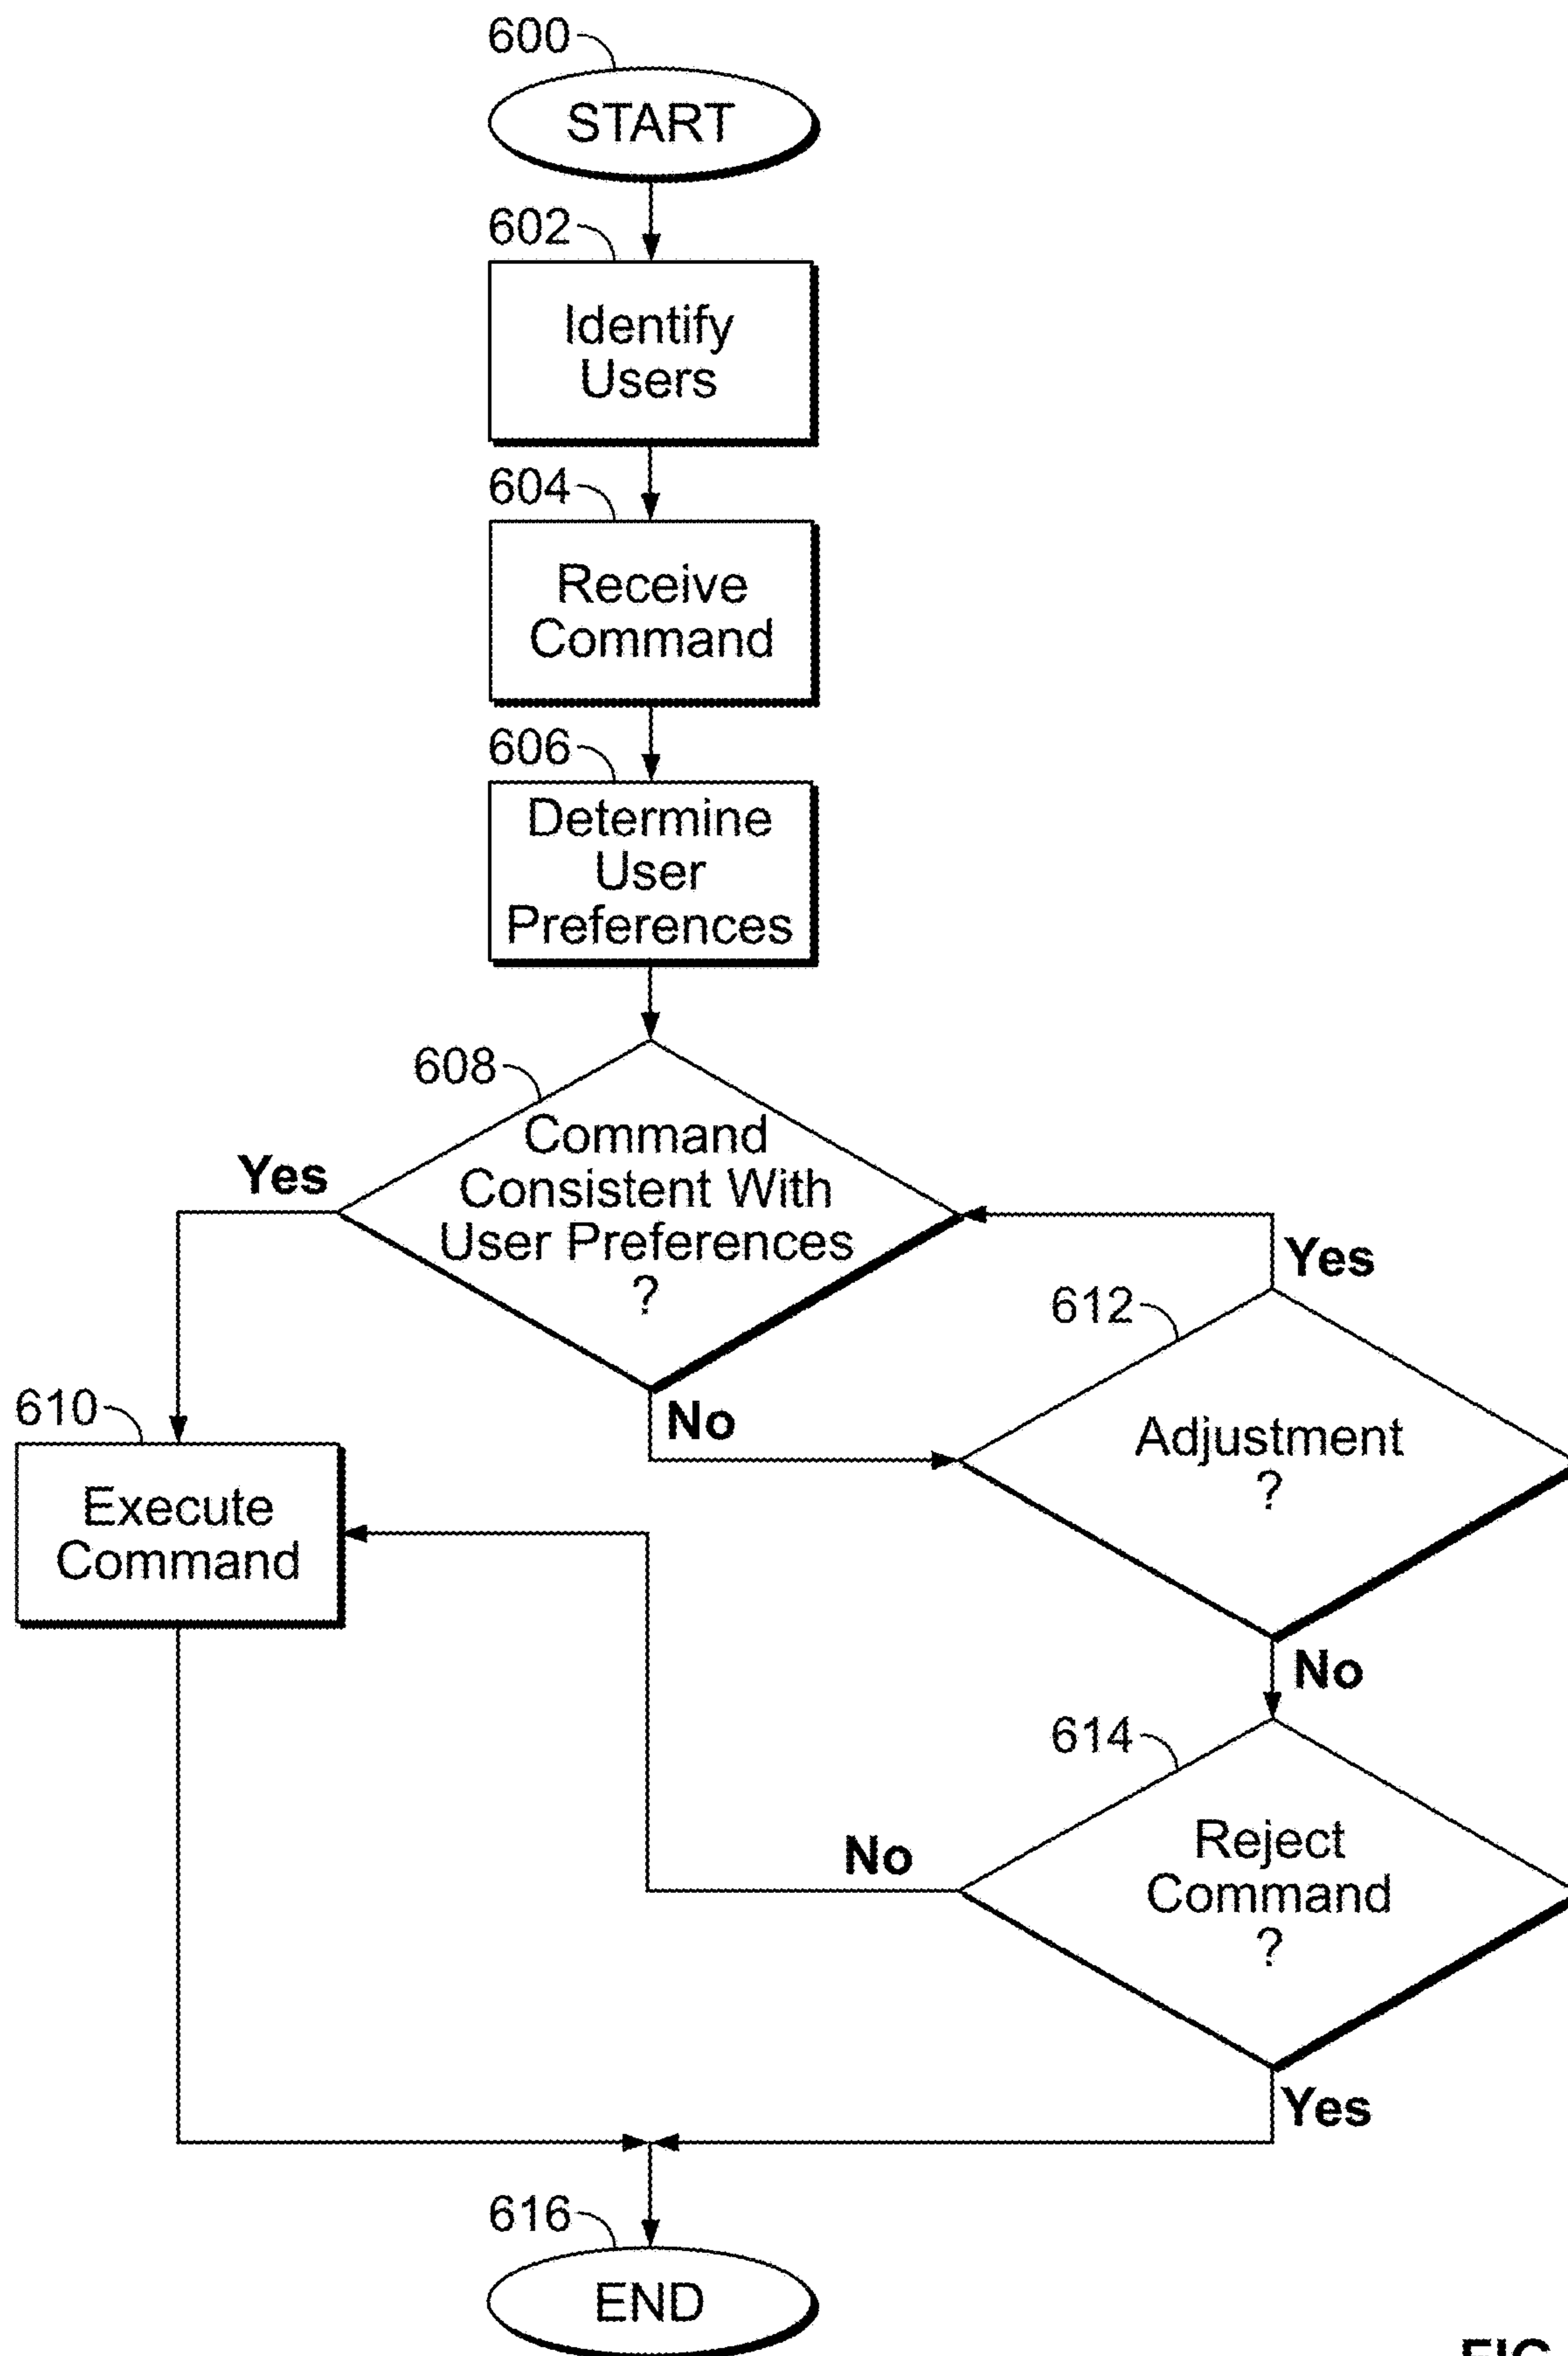 600
START
602
Identify
Users
604
Receive
Command
606
Determine
User
Preferences
608
Command
Consistent With
User Preferences
?
Yes
No
Yes
612
Adjustment
?
610
Execute
Command
No
614
Reject
Command
?
No
Yes
616
END